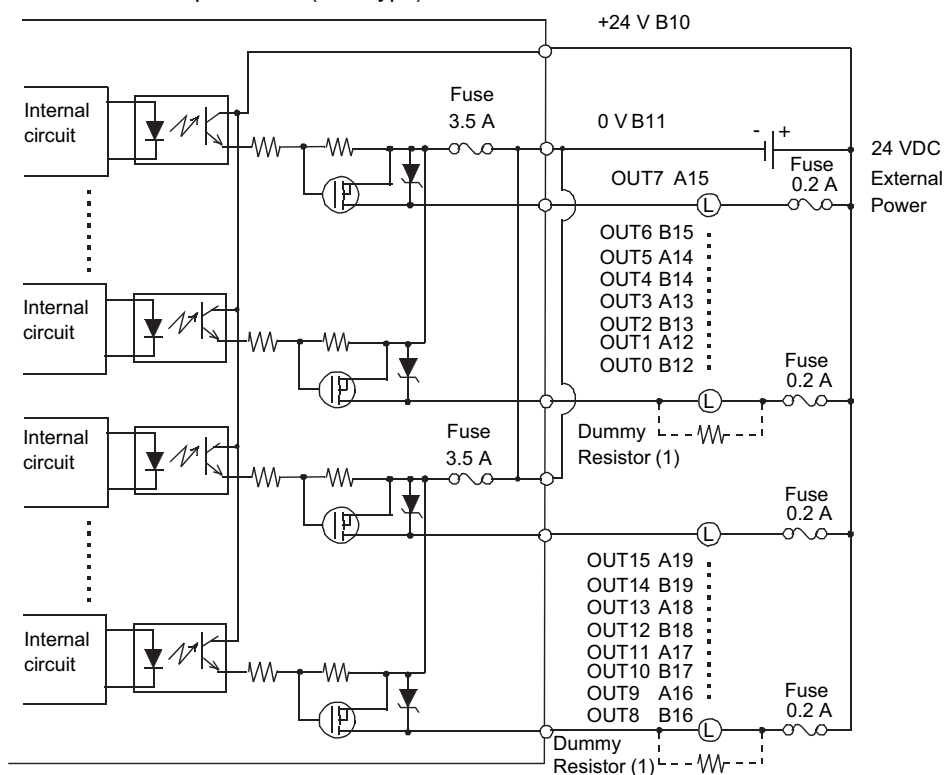 +24 V B10
Internal
circuit
Fuse
3.5 A
0 V B11
- +
24 VDC
External
Power
Fuse
0.2 A
OUT7 A15
L
OUT6 B15
OUT5 A14
OUT4 B14
OUT3 A13
OUT2 B13
OUT1 A12
OUT0 B12
Internal
circuit
Fuse
0.2 A
L
Dummy
Resistor (1)
Internal
circuit
Fuse
3.5 A
Fuse
0.2 A
L
OUT15 A19
OUT14 B19
OUT13 A18
OUT12 B18
OUT11 A17
OUT10 B17
OUT9 A16
OUT8 B16
Internal
circuit
Fuse
0.2 A
L
Dummy
Resistor (1)